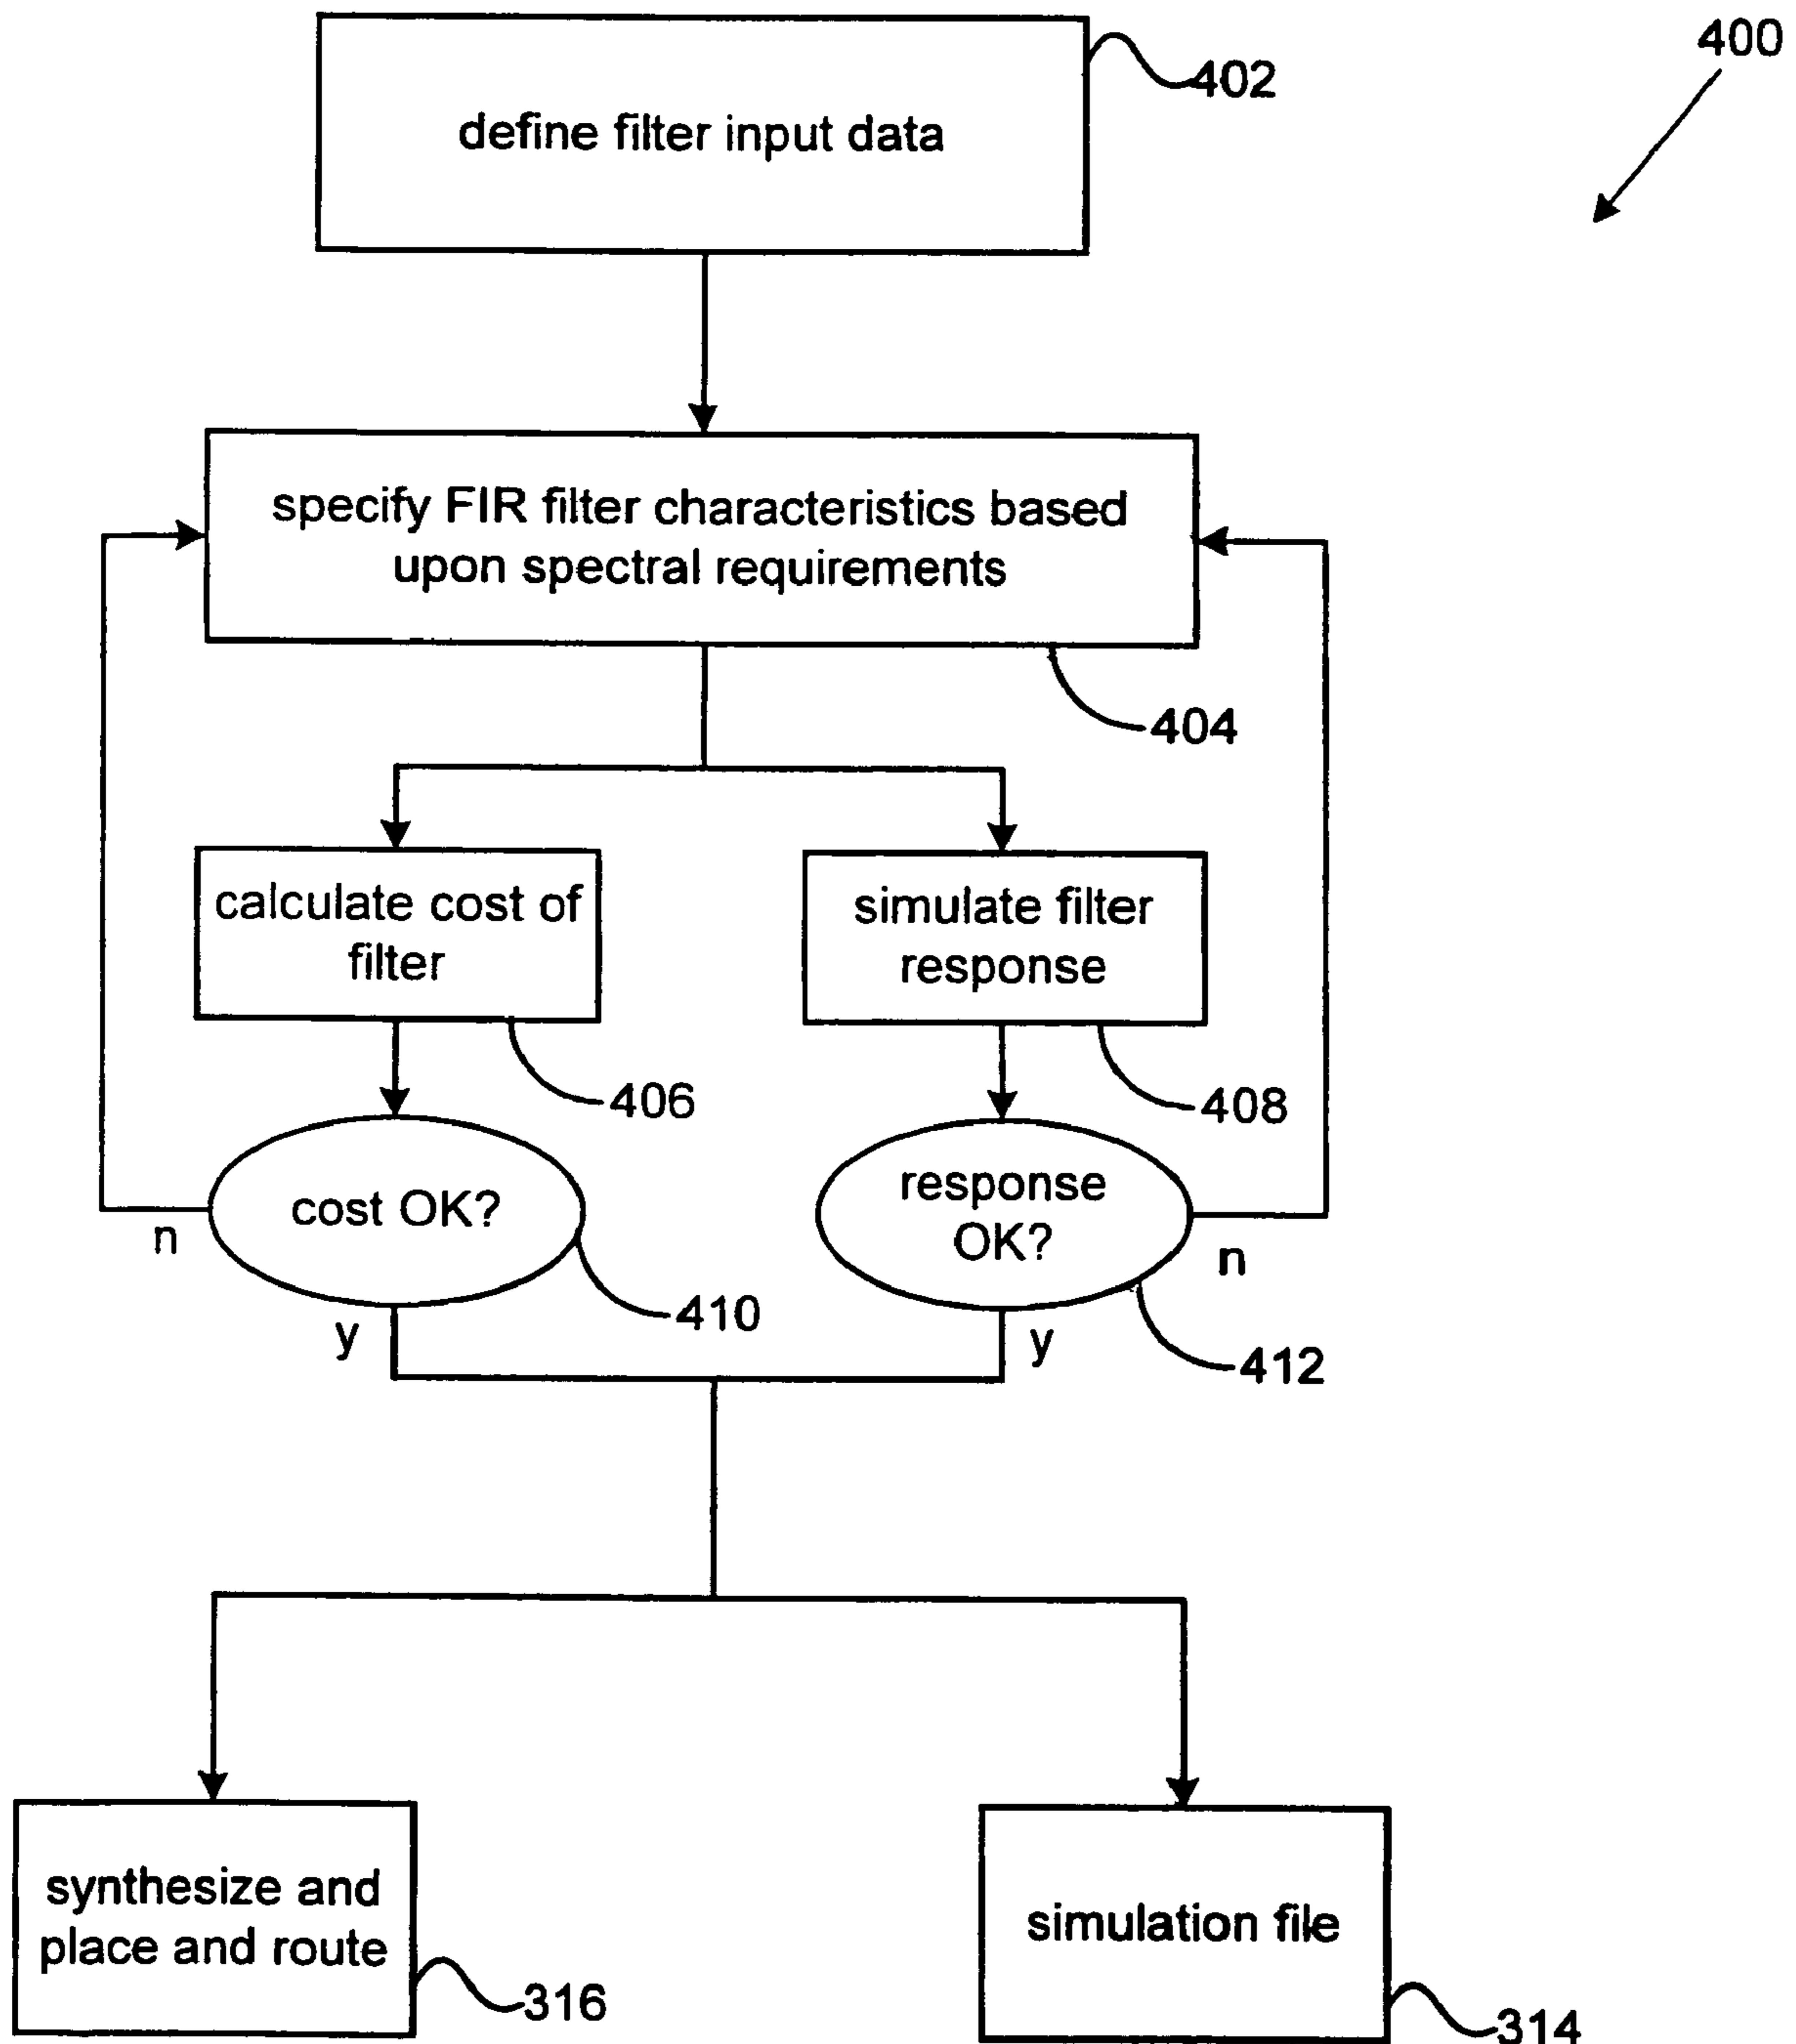 400
402
define filter input data
specify FIR filter characteristics based
upon spectral requirements
404
calculate cost of
filter
simulate filter
response
406
408
cost OK?
response
OK?
n
n
410
y
y
412
synthesize and
place and route
simulation file
316
314